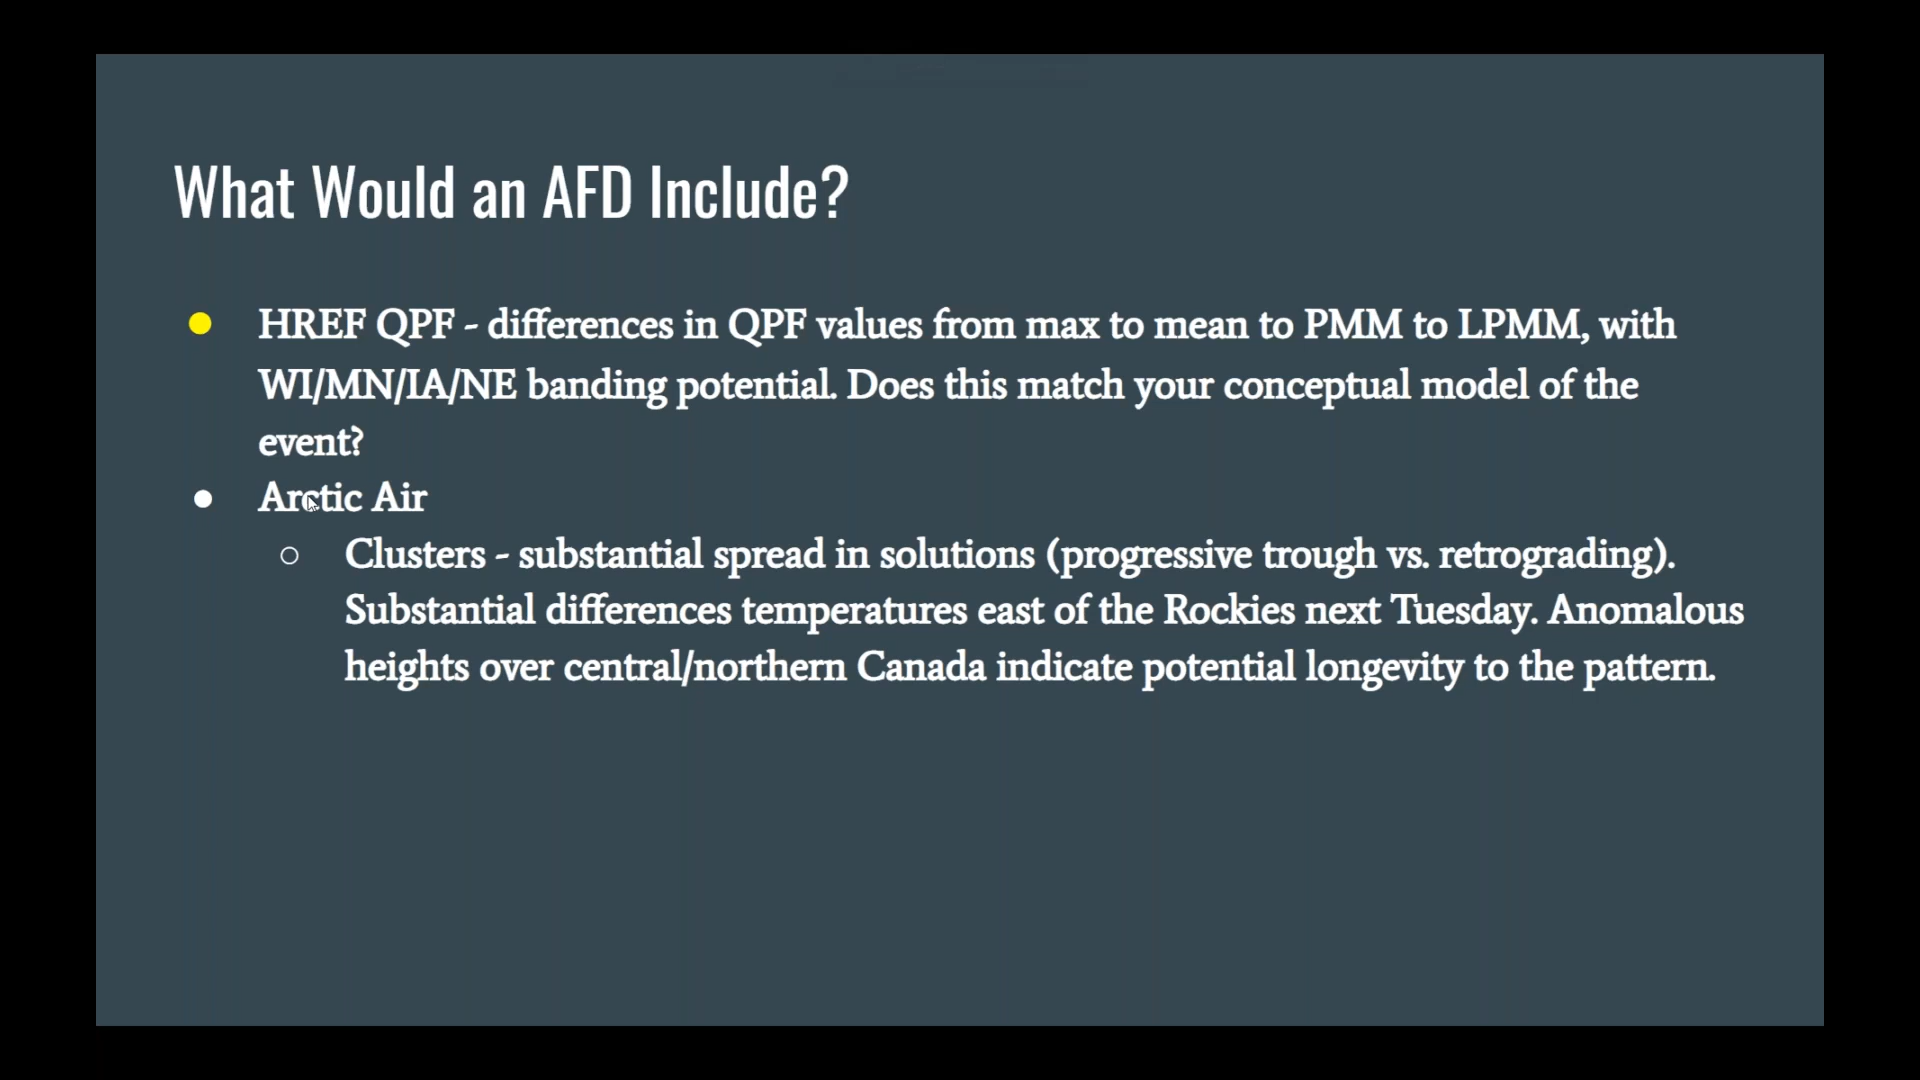 What Would an AFD Include?
HREF QPF - differences in QPF values from max to mean to PMM to LPMM, with
WI/MN/IA/NE banding potential. Does this match your conceptual model of the
event?
Arctic Air
Clusters - substantial spread in solutions (progressive trough vs. retrograding).
Substantial differences temperatures east of the Rockies next Tuesday. Anomalous
heights over central/northern Canada indicate potential longevity to the pattern.